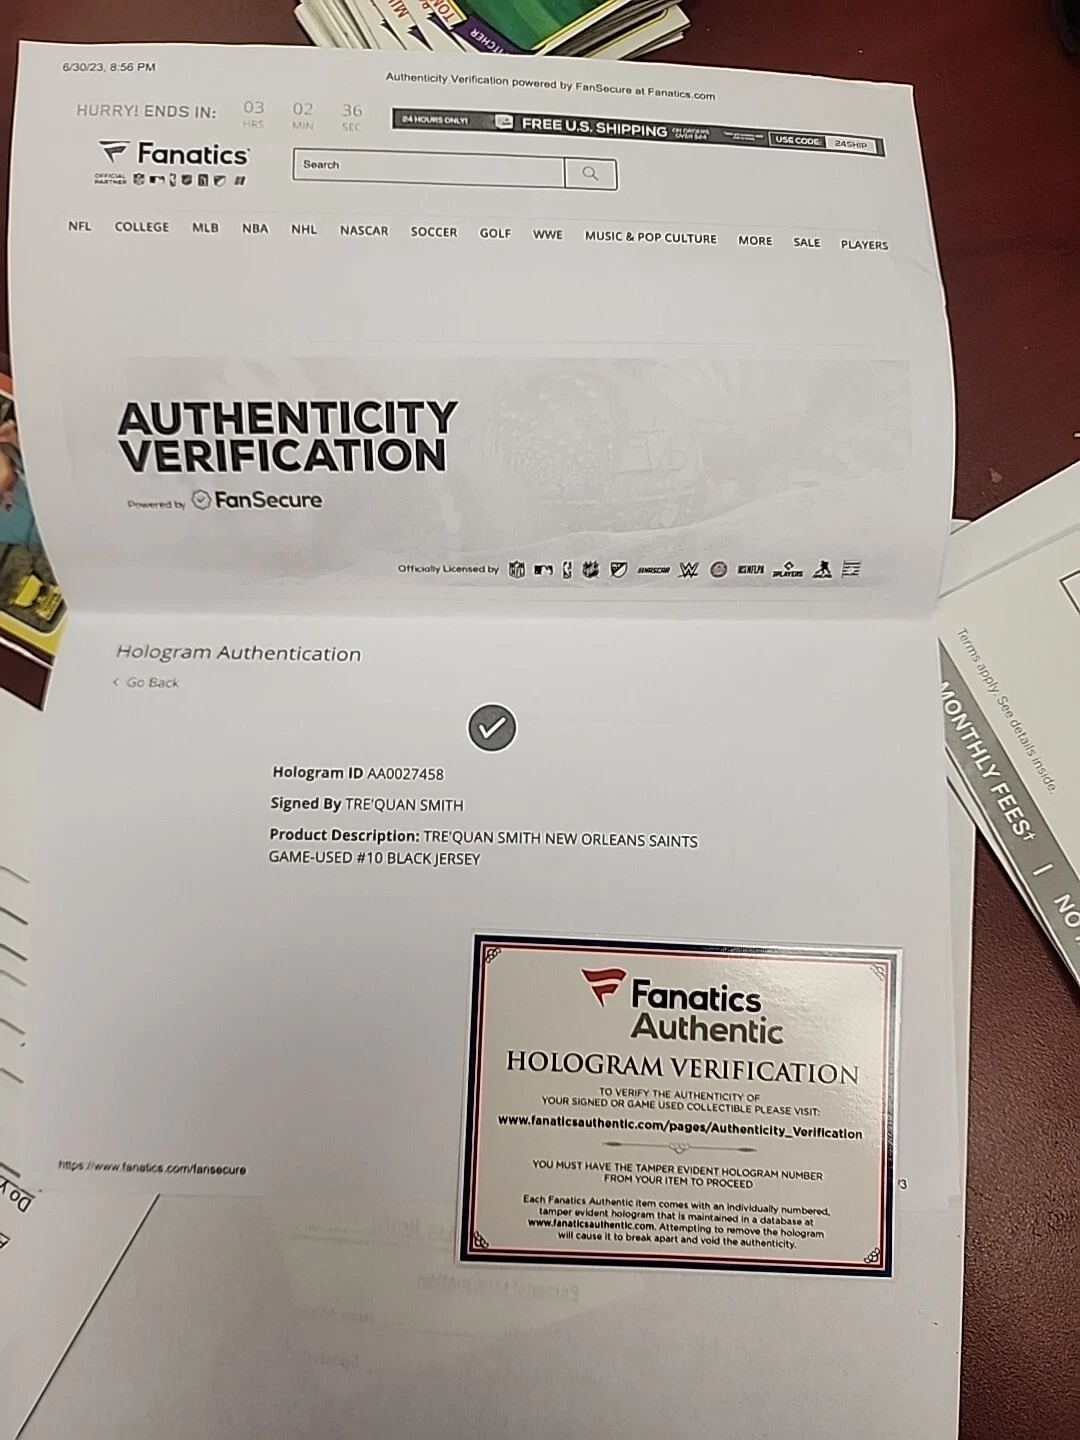 6/30/23, 8:56 PM
Authenticity Verification powered by FanSecure at Fanatics.com
HURRY! ENDS IN: 03 HRS 02 MIN 36 SEC
24 HOURS ONLY! FREE U.S. SHIPPING ON ORDERS OVER $24 USE CODE: 24SHIP
Fanatics
OFFICIAL PARTNER
Search
NFL COLLEGE MLB NBA NHL NASCAR SOCCER GOLF WWE MUSIC & POP CULTURE MORE SALE PLAYERS
AUTHENTICITY
VERIFICATION
Powered by FanSecure
Officially Licensed by
Hologram Authentication
< Go Back
Hologram ID AA0027458
Signed By TRE'QUAN SMITH
Product Description: TRE'QUAN SMITH NEW ORLEANS SAINTS
GAME-USED #10 BLACK JERSEY
Fanatics
Authentic
HOLOGRAM VERIFICATION
TO VERIFY THE AUTHENTICITY OF
YOUR SIGNED OR GAME USED COLLECTIBLE PLEASE VISIT:
www.fanaticsauthentic.com/pages/Authenticity_Verification
YOU MUST HAVE THE TAMPER EVIDENT HOLOGRAM NUMBER
FROM YOUR ITEM TO PROCEED
Each Fanatics Authentic item comes with an individually numbered,
tamper evident hologram that is maintained in a database at
www.fanaticsauthentic.com. Attempting to remove the hologram
will cause it to break apart and void the authenticity.
https://www.fanatics.com/fansecure
/3
Terms apply. See details inside.
MONTHLY FEES† | NO